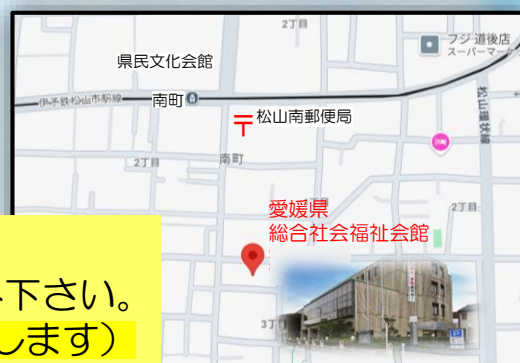 2丁目
フジ 道後店
スーパーマーケ
県民文化会館
伊予鉄松山市駅線
南町
松山南郵便局
松山環状線
2丁目
南町
2丁目
愛媛県
総合社会福祉会館
下さい。
3丁
します）